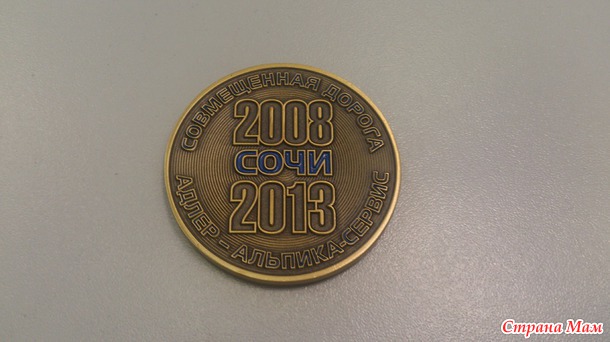 СОВМЕЩЕННАЯ ДОРОГА
2008
СОЧИ
2013
АДЛЕР – АЛЬПИКА-СЕРВИС
Страна Мам